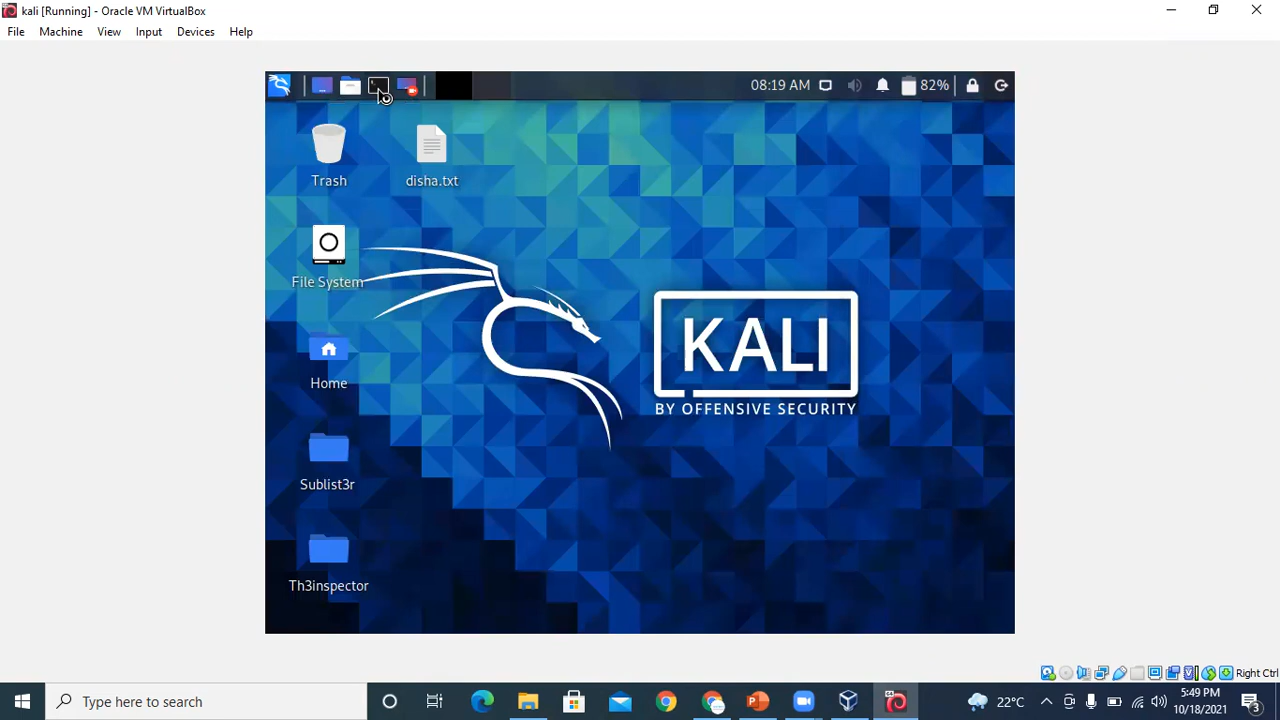 kali [Running] - Oracle VM VirtualBox
File Machine View Input Devices Help
08:19 AM 82%
Trash
disha.txt
File System
Home
Sublist3r
Th3inspector
KALI
BY OFFENSIVE SECURITY
Right Ctrl
Type here to search
22°C
5:49 PM
10/18/2021
3